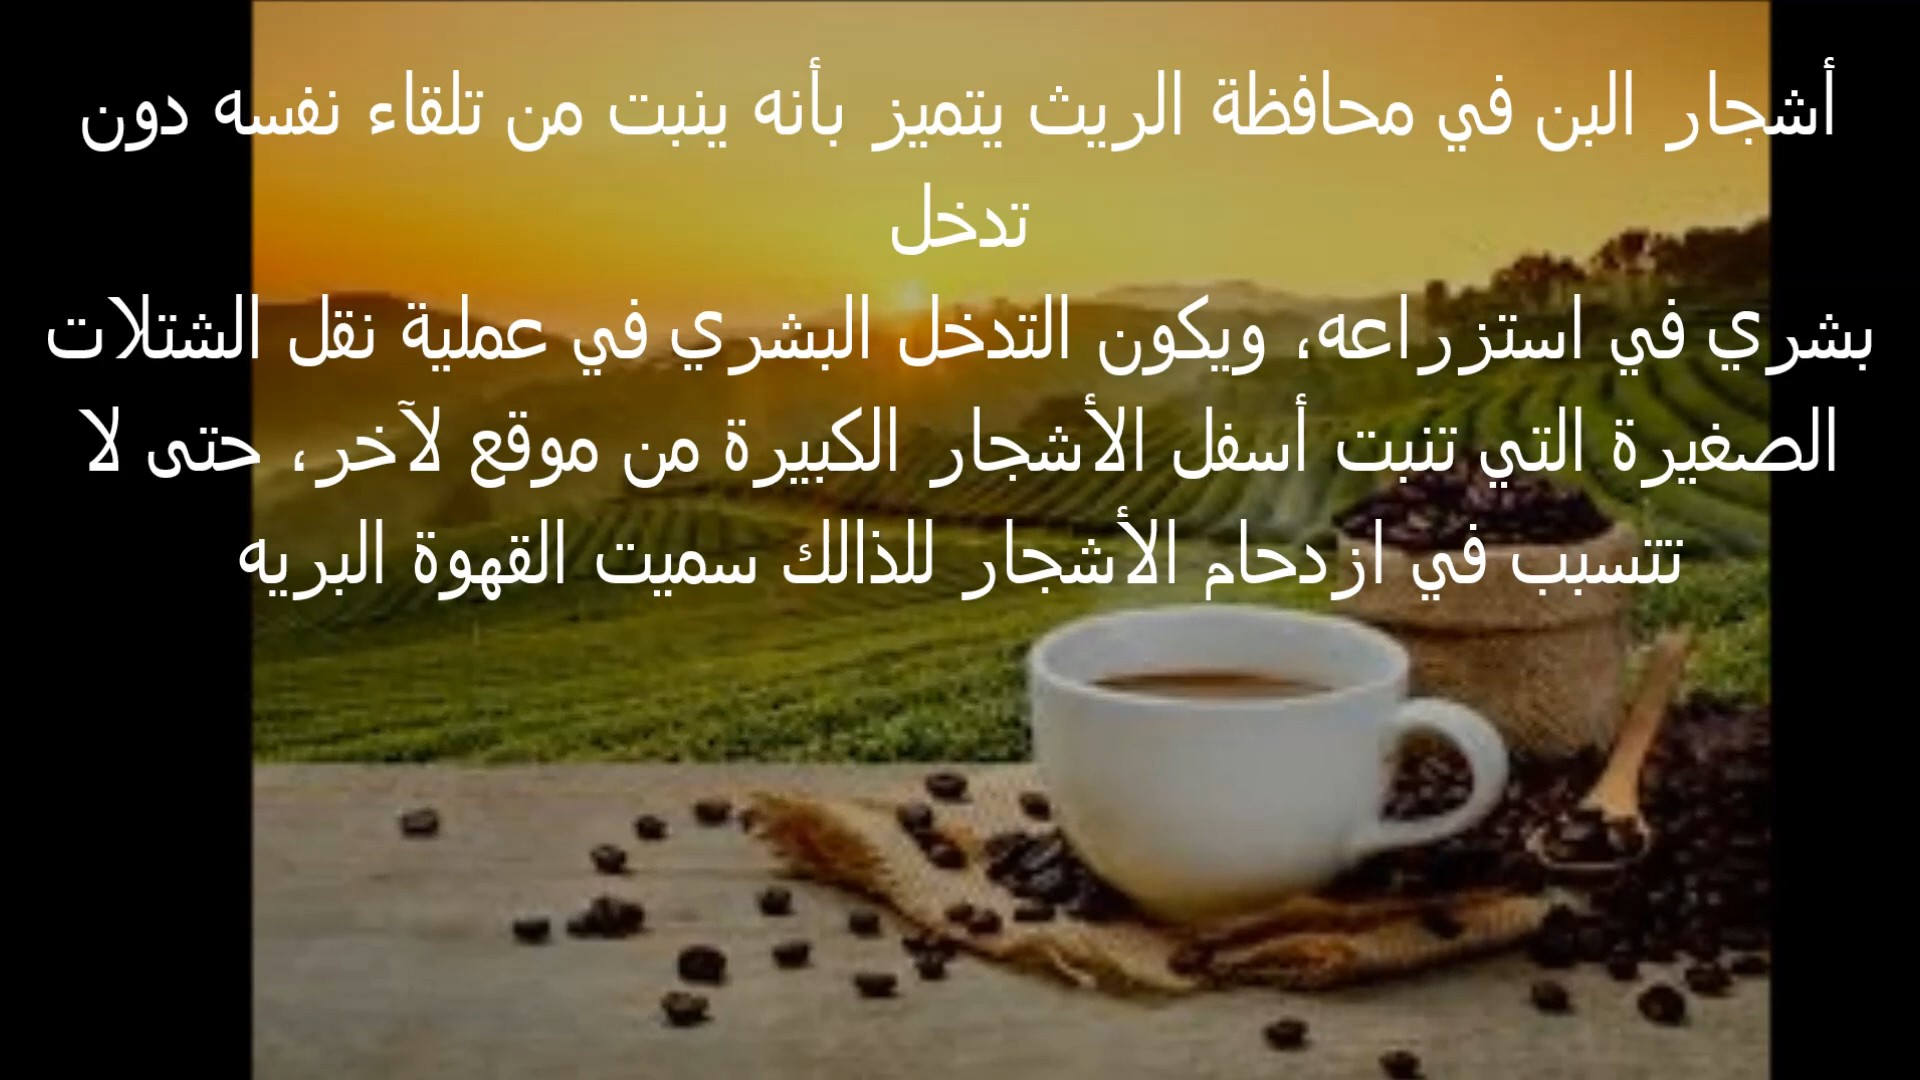 أشجار البن في محافظة الريث يتميز بأنه ينبت من تلقاء نفسه دون
تدخل
بشري في استزراعه، ويكون التدخل البشري في عملية نقل الشتلات
الصغيرة التي تنبت أسفل الأشجار الكبيرة من موقع لآخر، حتى لا
تتسبب في ازدحام الأشجار للذالك سميت القهوة البريه